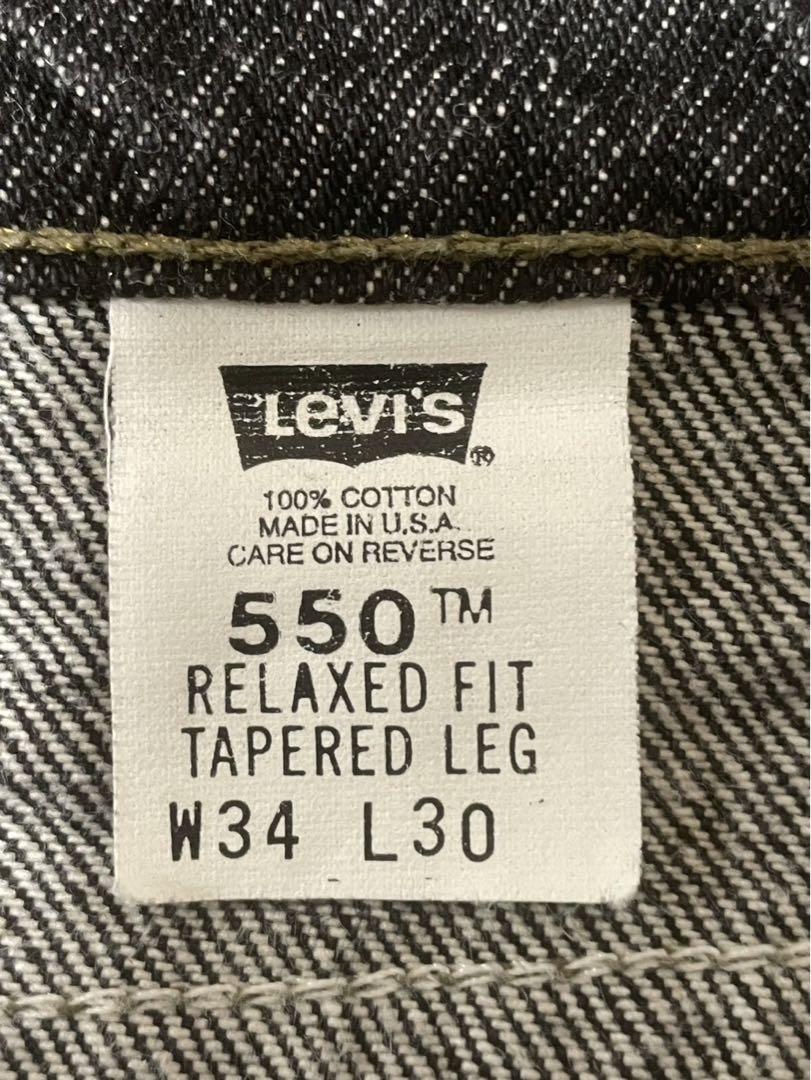 Levi's ®
100% COTTON
MADE IN U.S.A.
CARE ON REVERSE
550™
RELAXED FIT
TAPERED LEG
W34 L30